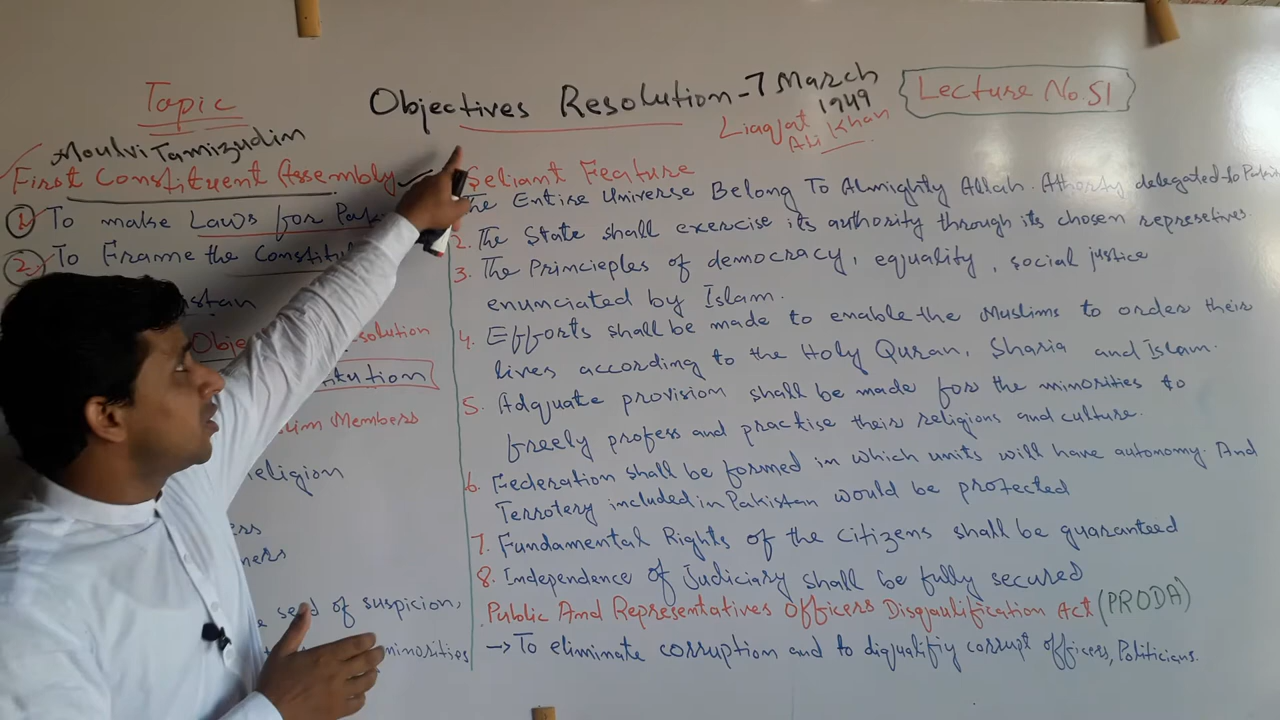 Topic
Moulvi Tamizudin
First Constituent Assembly
1 To make Laws for Pak
2 To Frame the Constitu
stan
Obje solution
itution
lim Members
eligion
ers
ners
e seed of suspicion,
minorities
Objectives Resolution - 7 March 1949
Liaqat Ali Khan
Lecture No. 51
Seliant Feature
The Entire Universe Belong To Almighty Allah. Athority delegated to Pakis
2. The State shall exercise its authority through its chosen represetives.
3. The Princieples of democracy, equality, social justice
enunciated by Islam.
4. Efforts shall be made to enable the Muslims to order their
lives according to the Holy Quran, Sharia and Islam.
5. Adquate provision shall be made for the minorities to
freely profess and practise their religions and culture.
6. Federation shall be formed in which units will have autonomy. And
Terrotery included in Pakistan would be protected
7. Fundamental Rights of the citizens shall be guaranteed
8. Independence of Judiciary shall be fully secured
Public And Representatives Officers Disqaulification Act (PRODA)
→ To eliminate corruption and to diqualifiy corrupt officers, Politicians.